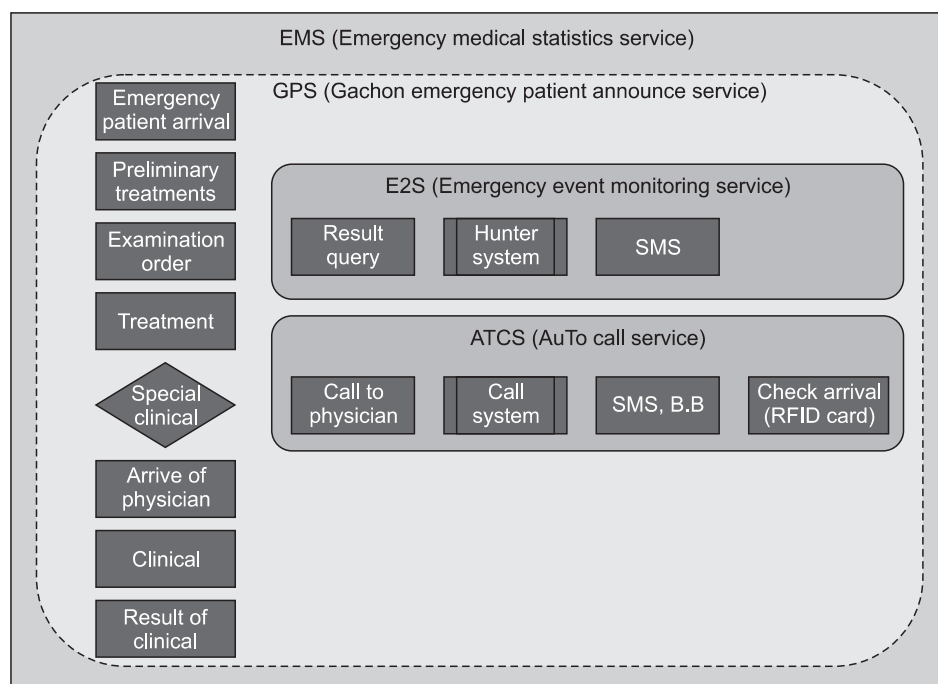 EMS (Emergency medical statistics service)
GPS (Gachon emergency patient announce service)
Emergency
patient arrival
Preliminary
treatments
Examination
order
Treatment
Special
clinical
Arrive of
physician
Clinical
Result of
clinical
E2S (Emergency event monitoring service)
Result
query
Hunter
system
SMS
ATCS (AuTo call service)
Call to
physician
Call
system
SMS, B.B
Check arrival
(RFID card)